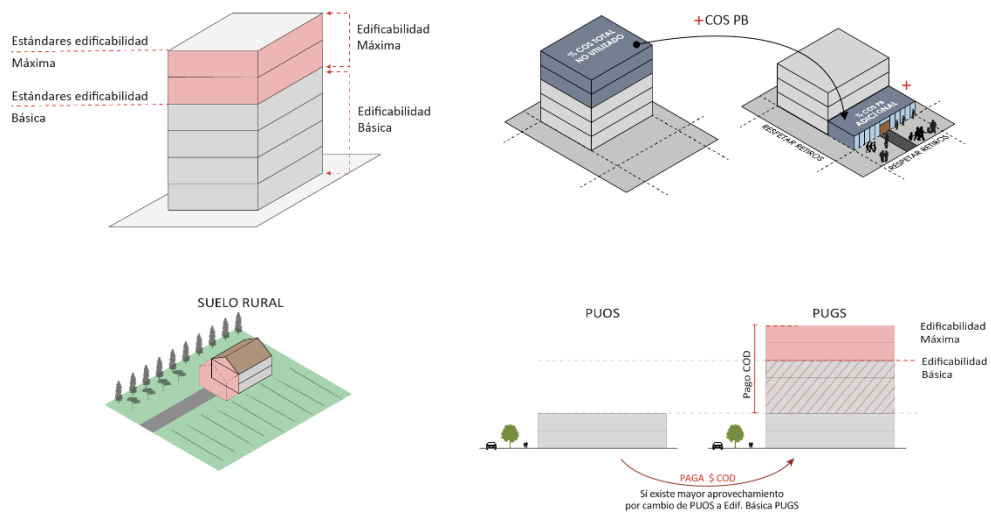 Estándares edificabilidad
Máxima
Estándares edificabilidad
Básica
Edificabilidad
Máxima
Edificabilidad
Básica
+COS PB
% COS TOTAL
NO UTILIZADO
+
% COS PB
ADICIONAL
RESPETAR RETIROS
RESPETAR RETIROS
SUELO RURAL
PUOS
PUGS
Edificabilidad
Máxima
Edificabilidad
Básica
Pago COD
PAGA $ COD
Sí existe mayor aprovechamiento
por cambio de PUOS a Edif. Básica PUGS